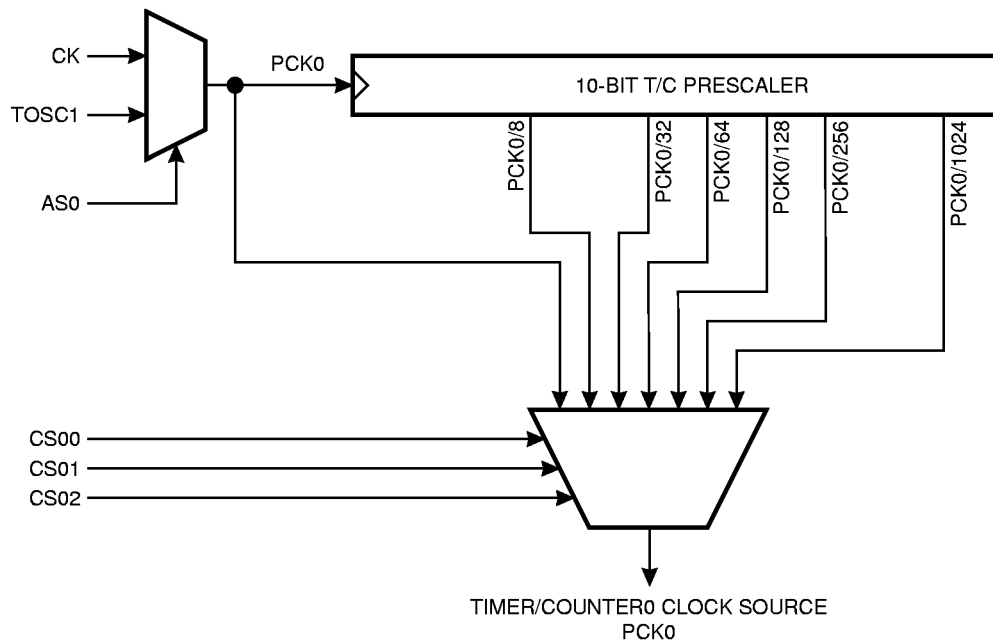 CK
PCK0
10-BIT T/C PRESCALER
TOSC1
PCK0/8
PCK0/32
PCK0/64
PCK0/128
PCK0/256
PCK0/1024
AS0
CS00
CS01
CS02
TIMER/COUNTER0 CLOCK SOURCE
PCK0